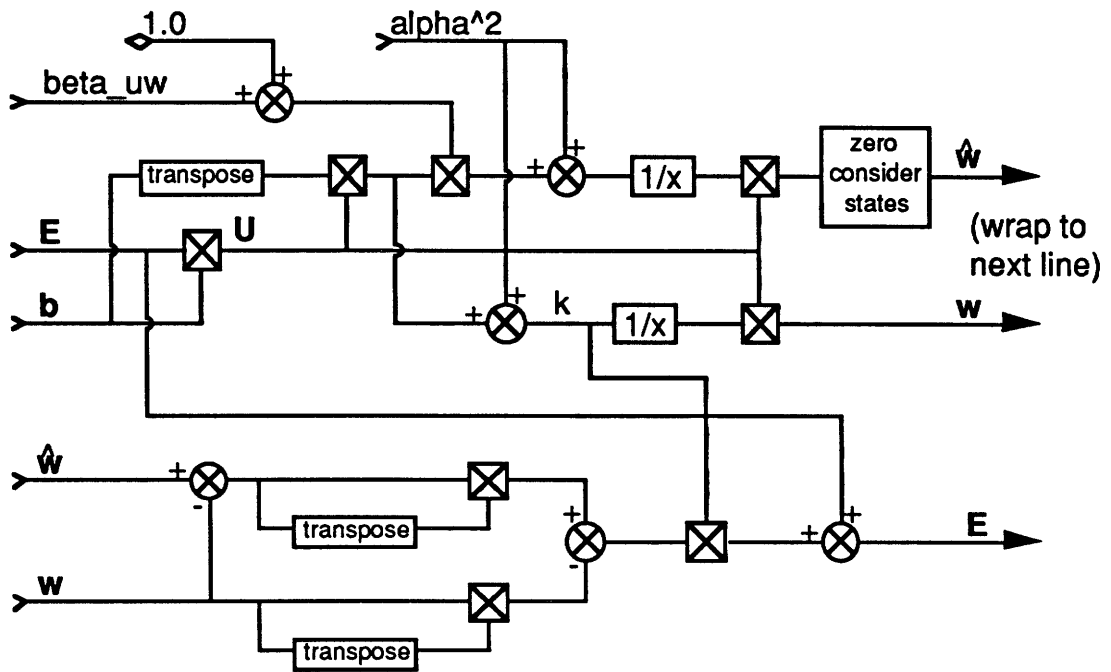 1.0
alpha^2
+
+
beta_uw
+
+
transpose
+
1/x
zero
consider
states
ŵ
E
U
(wrap to
next line)
b
+
+
k
1/x
w
ŵ
+
-
transpose
+
-
+
+
E
w
transpose